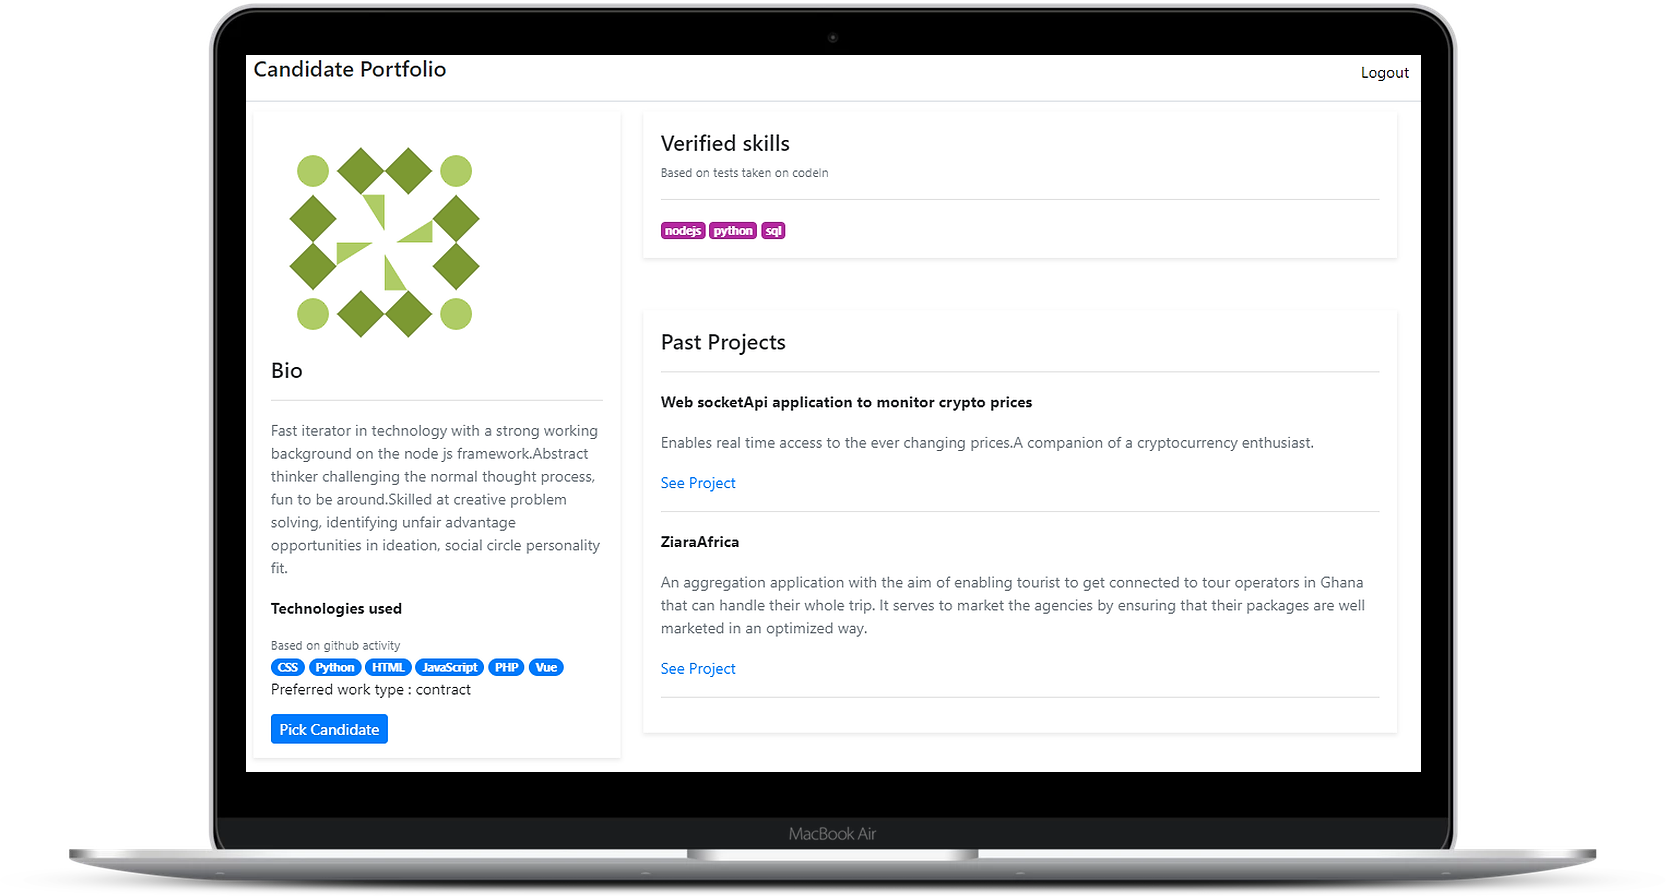 Candidate Portfolio
Logout
Bio
Fast iterator in technology with a strong working
background on the node js framework.Abstract
thinker challenging the normal thought process,
fun to be around.Skilled at creative problem
solving, identifying unfair advantage
opportunities in ideation, social circle personality
fit.
Technologies used
Based on github activity
CSS Python HTML JavaScript PHP Vue
Preferred work type : contract
Pick Candidate
Verified skills
Based on tests taken on codeIn
nodejs python sql
Past Projects
Web socketApi application to monitor crypto prices
Enables real time access to the ever changing prices.A companion of a cryptocurrency enthusiast.
See Project
ZiaraAfrica
An aggregation application with the aim of enabling tourist to get connected to tour operators in Ghana
that can handle their whole trip. It serves to market the agencies by ensuring that their packages are well
marketed in an optimized way.
See Project
MacBook Air